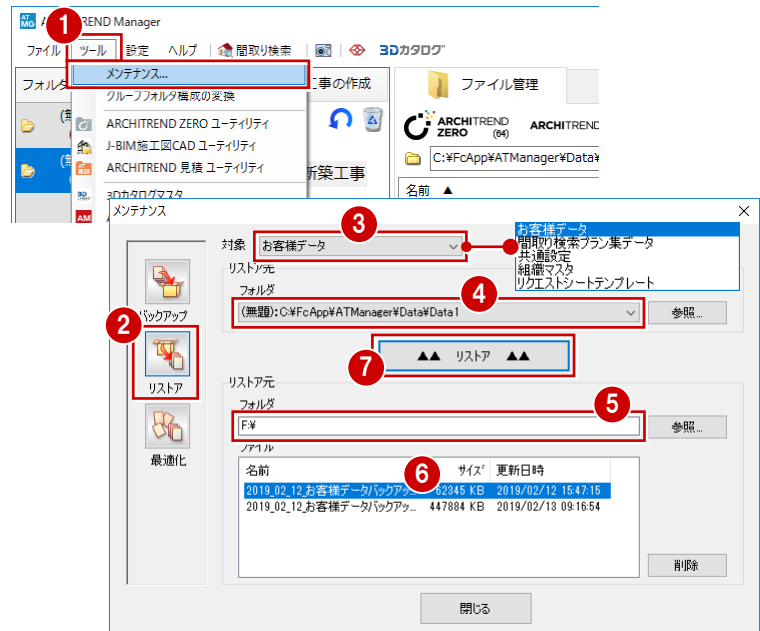 AT MG A REND Manager
1
ファイル ツール 設定 ヘルプ 間取り検索 3Dカタログ
フォル
メンテナンス...
工事の作成
ファイル管理
グループフォルダ構成の変換
(無
ARCHITREND ZERO ユーティリティ
ARCHITREND ZERO (64)
ARCHITREND
J-BIM施工図CAD ユーティリティ
(無
ARCHITREND 見積 ユーティリティ
新築工事
C:¥FcApp¥ATManager¥Data¥
名前 ▲
3Dカタログマスタ
AM
メンテナンス
3
対象 お客様データ
お客様データ
間取り検索プラン集データ
共通設定
組織マスタ
リクエストシートテンプレート
リストア先
フォルダ
4
(無題):C:¥FcApp¥ATManager¥Data¥Data1
参照...
バックアップ
2
リストア
最適化
7
▲▲ リストア ▲▲
リストア元
フォルダ
5
F:¥
参照...
ファイル
名前 サイズ 更新日時
6
2019_02_12_お客様データバックアッ... 62345 KB 2019/02/12 15:47:15
2019_02_12_お客様データバックアッ... 447884 KB 2019/02/13 09:16:54
削除
閉じる